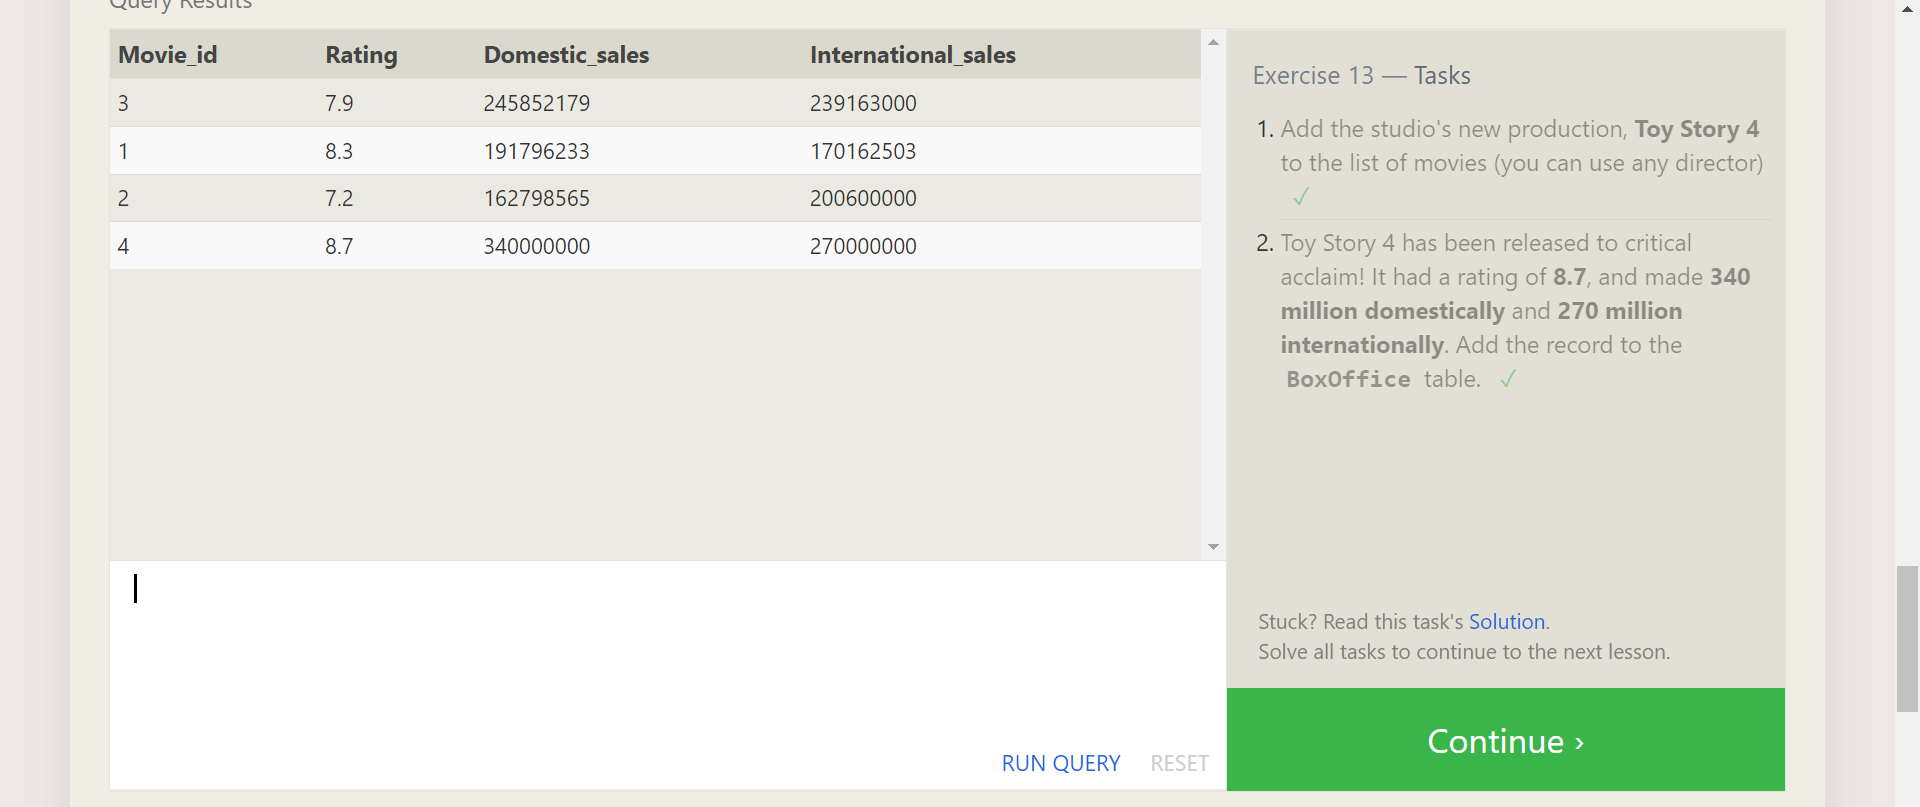 Query Results
Movie_id Rating Domestic_sales International_sales
3 7.9 245852179 239163000
1 8.3 191796233 170162503
2 7.2 162798565 200600000
4 8.7 340000000 270000000
RUN QUERY RESET
Exercise 13 — Tasks
1. Add the studio's new production, Toy Story 4
to the list of movies (you can use any director)
✓
2. Toy Story 4 has been released to critical
acclaim! It had a rating of 8.7, and made 340
million domestically and 270 million
internationally. Add the record to the
BoxOffice table. ✓
Stuck? Read this task's Solution.
Solve all tasks to continue to the next lesson.
Continue ›